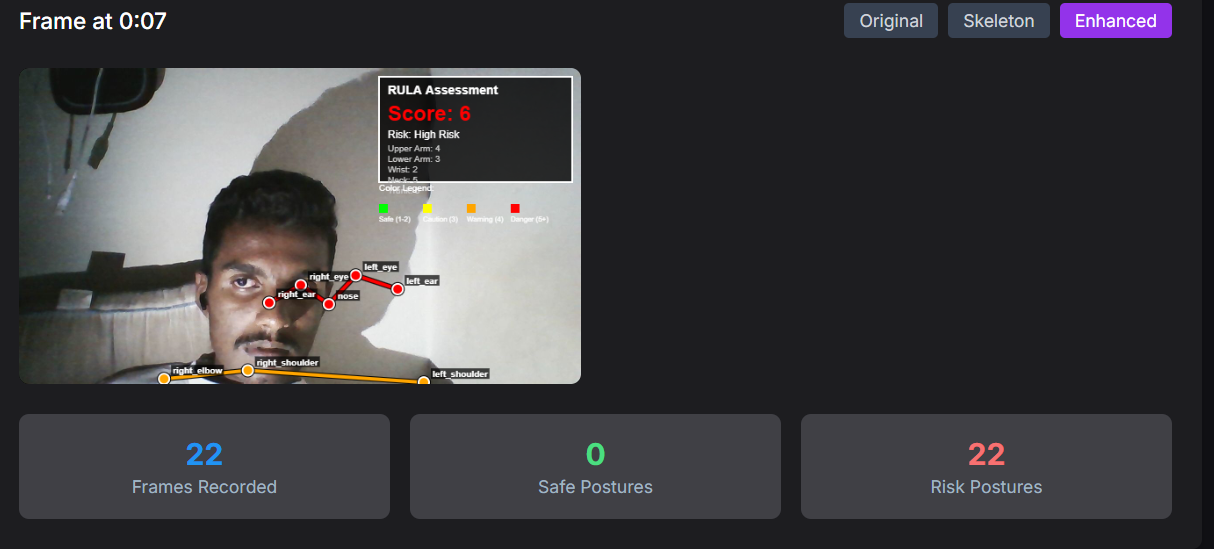 Frame at 0:07
Original
Skeleton
Enhanced
RULA Assessment
Score: 6
Risk: High Risk
Upper Arm: 4
Lower Arm: 3
Wrist: 2
Neck: 5
Color Legend:
Safe (1-2)
Caution (3)
Warning (4)
Danger (5+)
left_eye
right_eye
left_ear
right_ear
nose
right_shoulder
right_elbow
left_shoulder
22
Frames Recorded
0
Safe Postures
22
Risk Postures